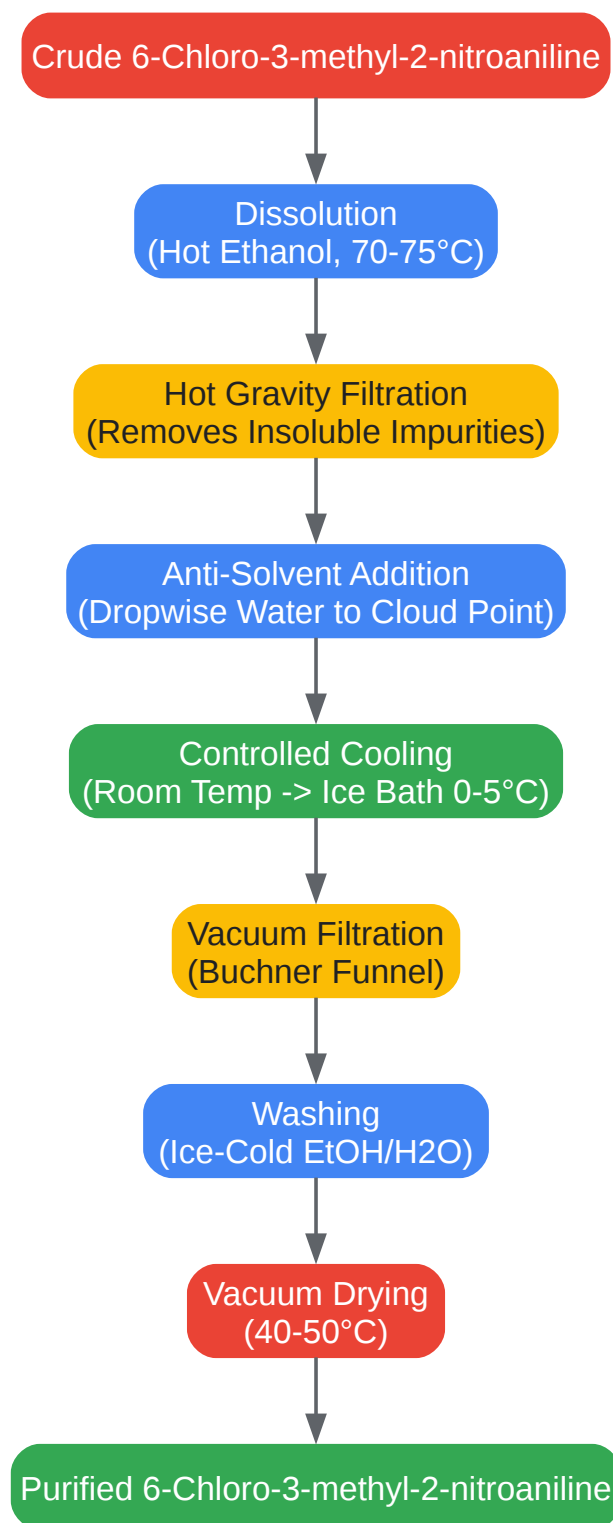 Crude 6-Chloro-3-methyl-2-nitroaniline
Dissolution
(Hot Ethanol, 70-75°C)
Hot Gravity Filtration
(Removes Insoluble Impurities)
Anti-Solvent Addition
(Dropwise Water to Cloud Point)
Controlled Cooling
(Room Temp -> Ice Bath 0-5°C)
Vacuum Filtration
(Buchner Funnel)
Washing
(Ice-Cold EtOH/H2O)
Vacuum Drying
(40-50°C)
Purified 6-Chloro-3-methyl-2-nitroaniline